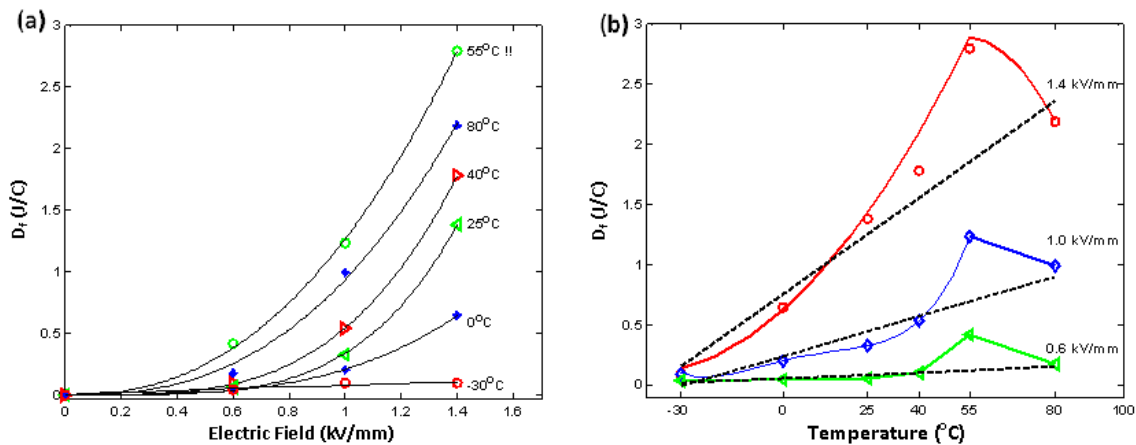 (a)
3
2.5
2
1.5
1
0.5
0
D_f (J/C)
55°C !!
80°C
40°C
25°C
0°C
-30°C
0 0.2 0.4 0.6 0.8 1.0 1.2 1.4 1.6
Electric Field (kV/mm)
(b)
3
2.5
2
1.5
1
0.5
0
D_f (J/C)
1.4 kV/mm
1.0 kV/mm
0.6 kV/mm
-30 0 25 40 55 80 100
Temperature (°C)